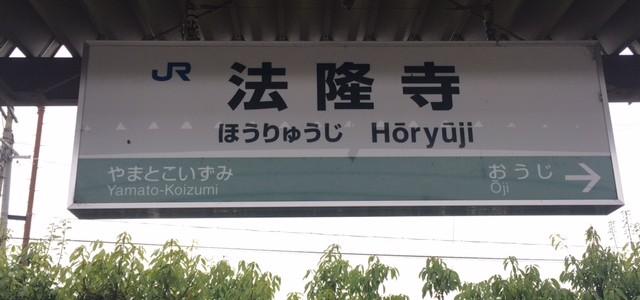 JR 法隆寺
ほうりゅうじ Hōryūji
やまとこいずみ おうじ
Yamato-Koizumi Ōji